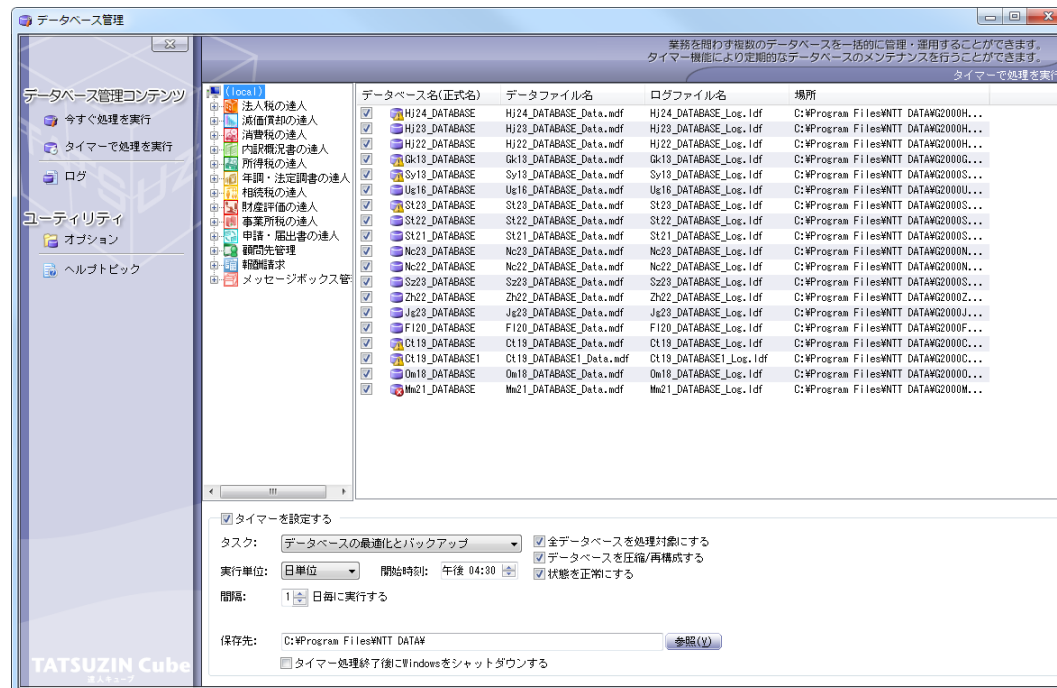 データベース管理
業務を問わず複数のデータベースを一括的に管理・運用することができます。
タイマー機能により定期的なデータベースのメンテナンスを行うことができます。
タイマーで処理を実行
データベース管理コンテンツ
今すぐ処理を実行
タイマーで処理を実行
ログ
ユーティリティ
オプション
ヘルプトピック
TATSUZIN Cube
達人キューブ
(local)
法人税の達人
減価償却の達人
消費税の達人
内訳概況書の達人
所得税の達人
年調・法定調書の達人
相続税の達人
財産評価の達人
事業所税の達人
申請・届出書の達人
顧問先管理
報酬請求
メッセージボックス管
データベース名(正式名) データファイル名 ログファイル名 場所
Hj24_DATABASE Hj24_DATABASE_Data.mdf Hj24_DATABASE_Log.ldf C:¥Program Files¥NTT DATA¥G2000H...
Hj23_DATABASE Hj23_DATABASE_Data.mdf Hj23_DATABASE_Log.ldf C:¥Program Files¥NTT DATA¥G2000H...
Hj22_DATABASE Hj22_DATABASE_Data.mdf Hj22_DATABASE_Log.ldf C:¥Program Files¥NTT DATA¥G2000H...
Gk13_DATABASE Gk13_DATABASE_Data.mdf Gk13_DATABASE_Log.ldf C:¥Program Files¥NTT DATA¥G2000G...
Sy13_DATABASE Sy13_DATABASE_Data.mdf Sy13_DATABASE_Log.ldf C:¥Program Files¥NTT DATA¥G2000S...
Ug16_DATABASE Ug16_DATABASE_Data.mdf Ug16_DATABASE_Log.ldf C:¥Program Files¥NTT DATA¥G2000U...
St23_DATABASE St23_DATABASE_Data.mdf St23_DATABASE_Log.ldf C:¥Program Files¥NTT DATA¥G2000S...
St22_DATABASE St22_DATABASE_Data.mdf St22_DATABASE_Log.ldf C:¥Program Files¥NTT DATA¥G2000S...
St21_DATABASE St21_DATABASE_Data.mdf St21_DATABASE_Log.ldf C:¥Program Files¥NTT DATA¥G2000S...
Nc23_DATABASE Nc23_DATABASE_Data.mdf Nc23_DATABASE_Log.ldf C:¥Program Files¥NTT DATA¥G2000N...
Nc22_DATABASE Nc22_DATABASE_Data.mdf Nc22_DATABASE_Log.ldf C:¥Program Files¥NTT DATA¥G2000N...
Sz23_DATABASE Sz23_DATABASE_Data.mdf Sz23_DATABASE_Log.ldf C:¥Program Files¥NTT DATA¥G2000S...
Zh22_DATABASE Zh22_DATABASE_Data.mdf Zh22_DATABASE_Log.ldf C:¥Program Files¥NTT DATA¥G2000Z...
Jg23_DATABASE Jg23_DATABASE_Data.mdf Jg23_DATABASE_Log.ldf C:¥Program Files¥NTT DATA¥G2000J...
Fl20_DATABASE Fl20_DATABASE_Data.mdf Fl20_DATABASE_Log.ldf C:¥Program Files¥NTT DATA¥G2000F...
Ct19_DATABASE Ct19_DATABASE_Data.mdf Ct19_DATABASE_Log.ldf C:¥Program Files¥NTT DATA¥G2000C...
Ct19_DATABASE1 Ct19_DATABASE1_Data.mdf Ct19_DATABASE1_Log.ldf C:¥Program Files¥NTT DATA¥G2000C...
Om18_DATABASE Om18_DATABASE_Data.mdf Om18_DATABASE_Log.ldf C:¥Program Files¥NTT DATA¥G2000O...
Mm21_DATABASE Mm21_DATABASE_Data.mdf Mm21_DATABASE_Log.ldf C:¥Program Files¥NTT DATA¥G2000M...
タイマーを設定する
タスク: データベースの最適化とバックアップ 全データベースを処理対象にする
データベースを圧縮/再構成する
実行単位: 日単位 開始時刻: 午後 04:30 状態を正常にする
間隔: 1 日毎に実行する
保存先: C:¥Program Files¥NTT DATA¥ 参照(Y)
タイマー処理終了後にWindowsをシャットダウンする